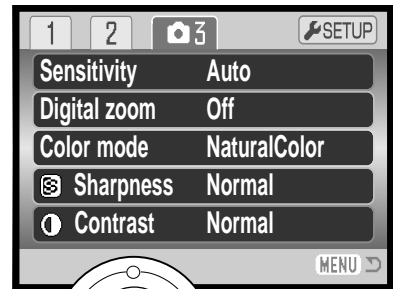 1 2 3 SETUP
Sensitivity Auto
Digital zoom Off
Color mode NaturalColor
Sharpness Normal
Contrast Normal
MENU